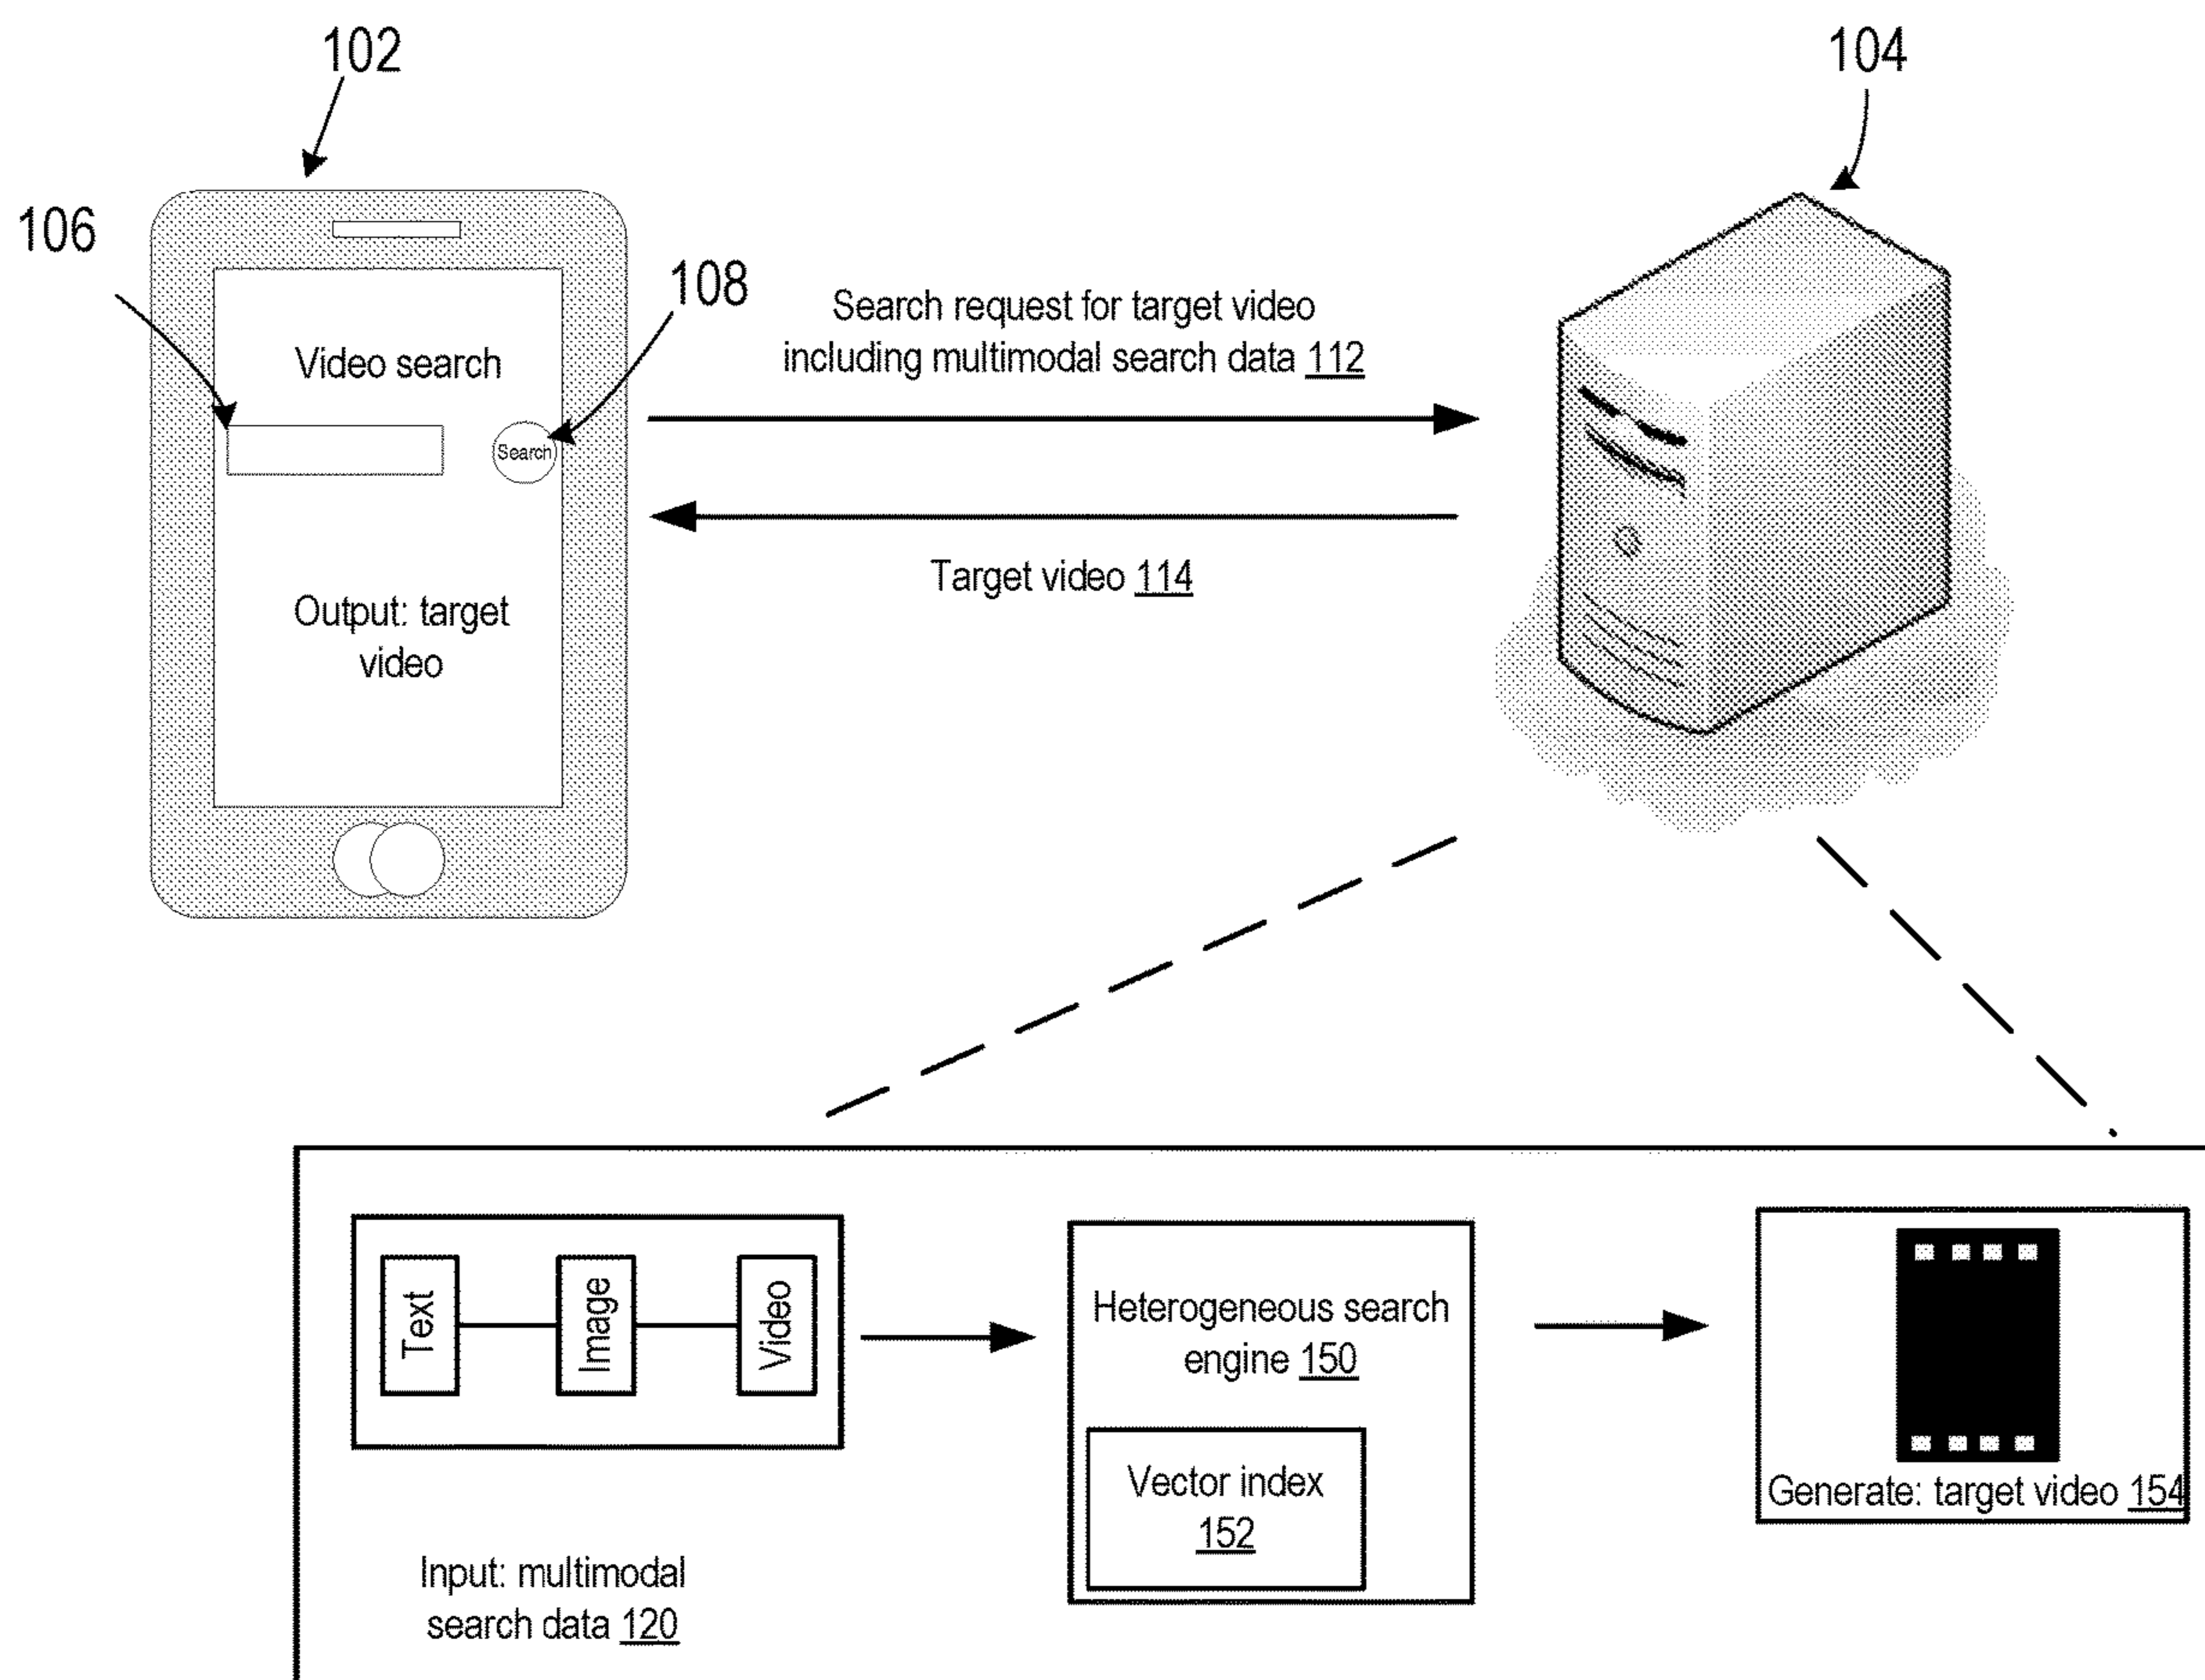 102
104
106
108
Video search
Search
Output: target
video
Search request for target video
including multimodal search data 112
Target video 114
Text
Image
Video
Input: multimodal
search data 120
Heterogeneous search
engine 150
Vector index
152
Generate: target video 154